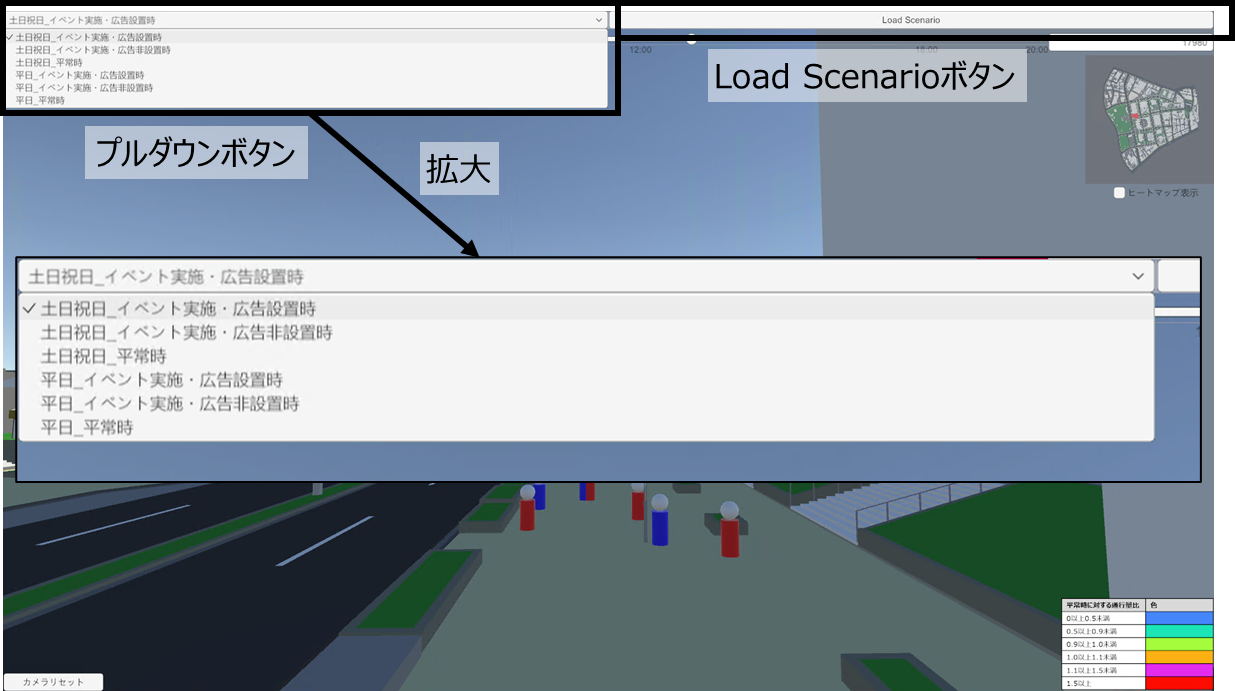 土日祝日_イベント実施・広告設置時
Load Scenario
✓ 土日祝日_イベント実施・広告設置時
土日祝日_イベント実施・広告非設置時
土日祝日_平常時
平日_イベント実施・広告設置時
平日_イベント実施・広告非設置時
平日_平常時
12:00
18:00
20:00
17980
Load Scenarioボタン
プルダウンボタン
拡大
ヒートマップ表示
土日祝日_イベント実施・広告設置時
✓ 土日祝日_イベント実施・広告設置時
土日祝日_イベント実施・広告非設置時
土日祝日_平常時
平日_イベント実施・広告設置時
平日_イベント実施・広告非設置時
平日_平常時
平常時に対する通行量比 色
0以上0.5未満
0.5以上0.9未満
0.9以上1.0未満
1.0以上1.1未満
1.1以上1.5未満
1.5以上
カメラリセット